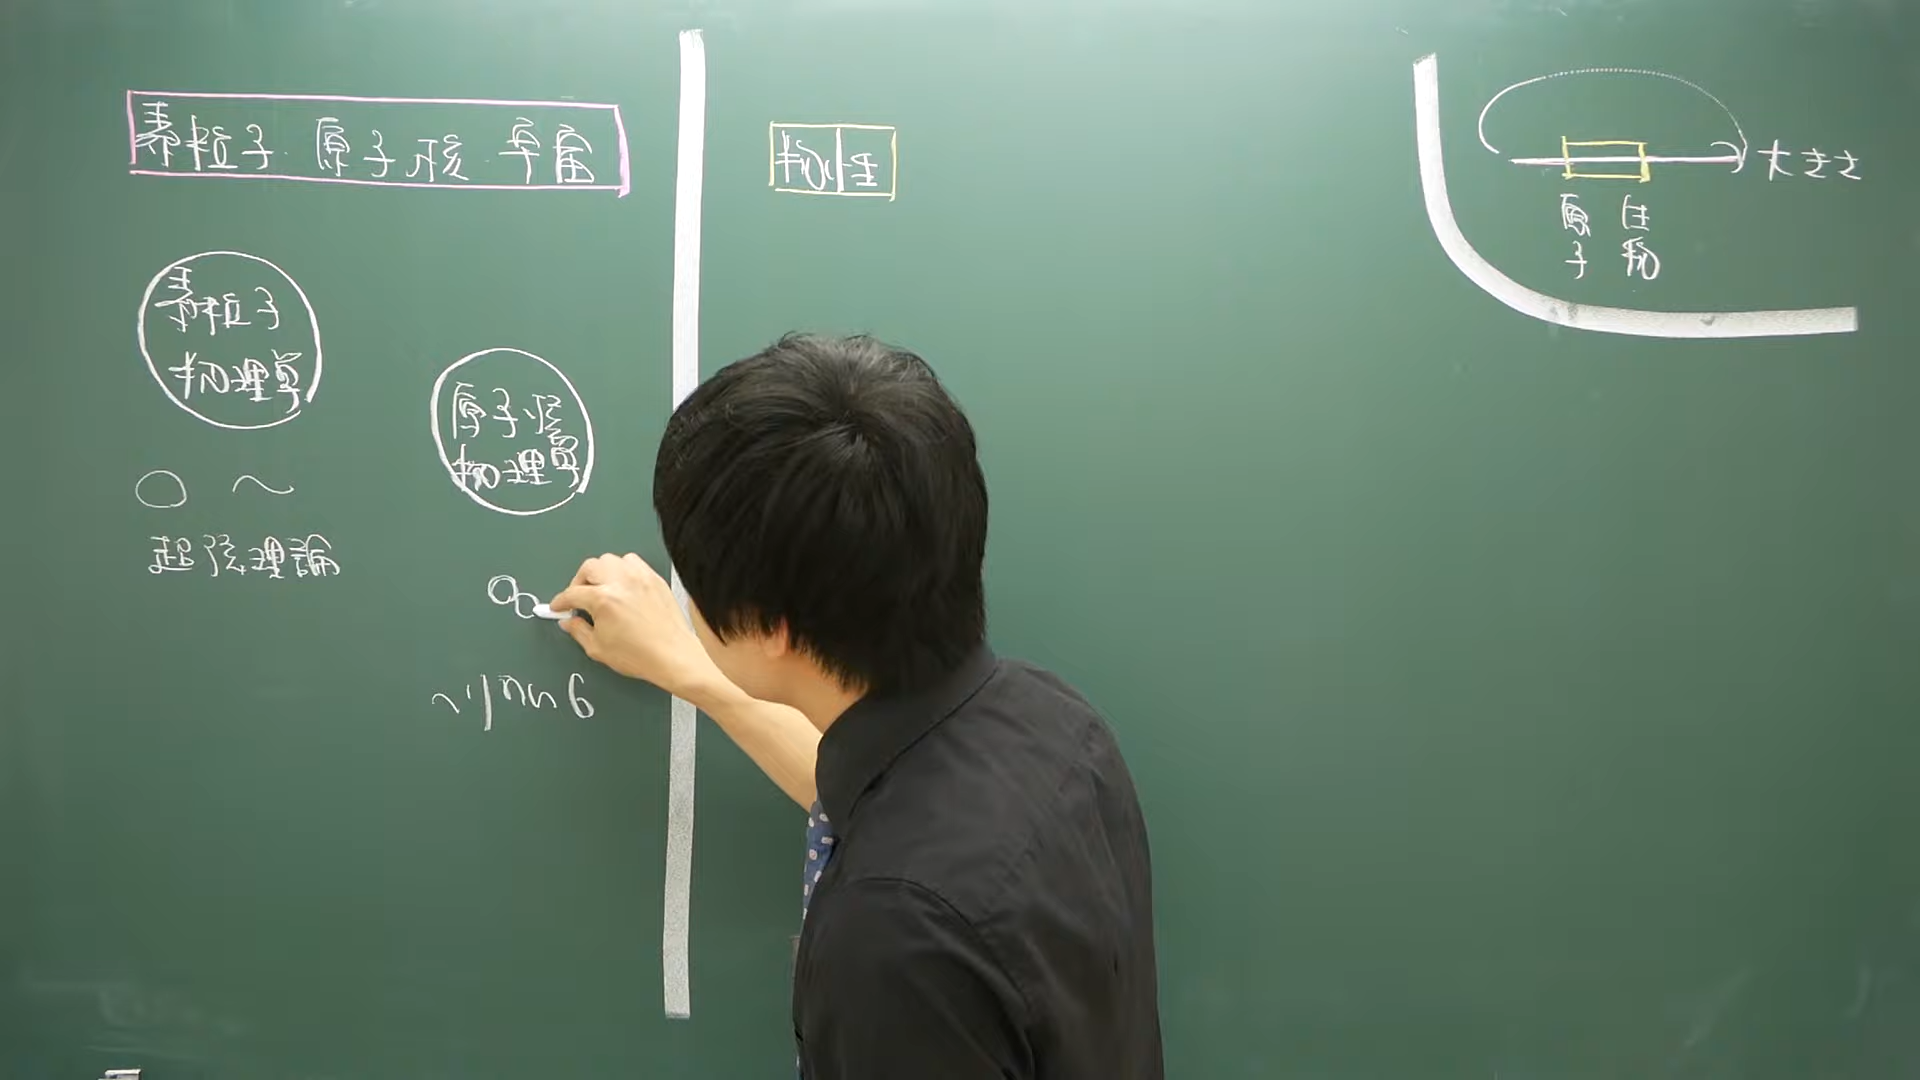 素粒子・原子核・宇宙
素粒子
物理学
超弦理論
原子核
物理学
物性
大きさ
原子
生物